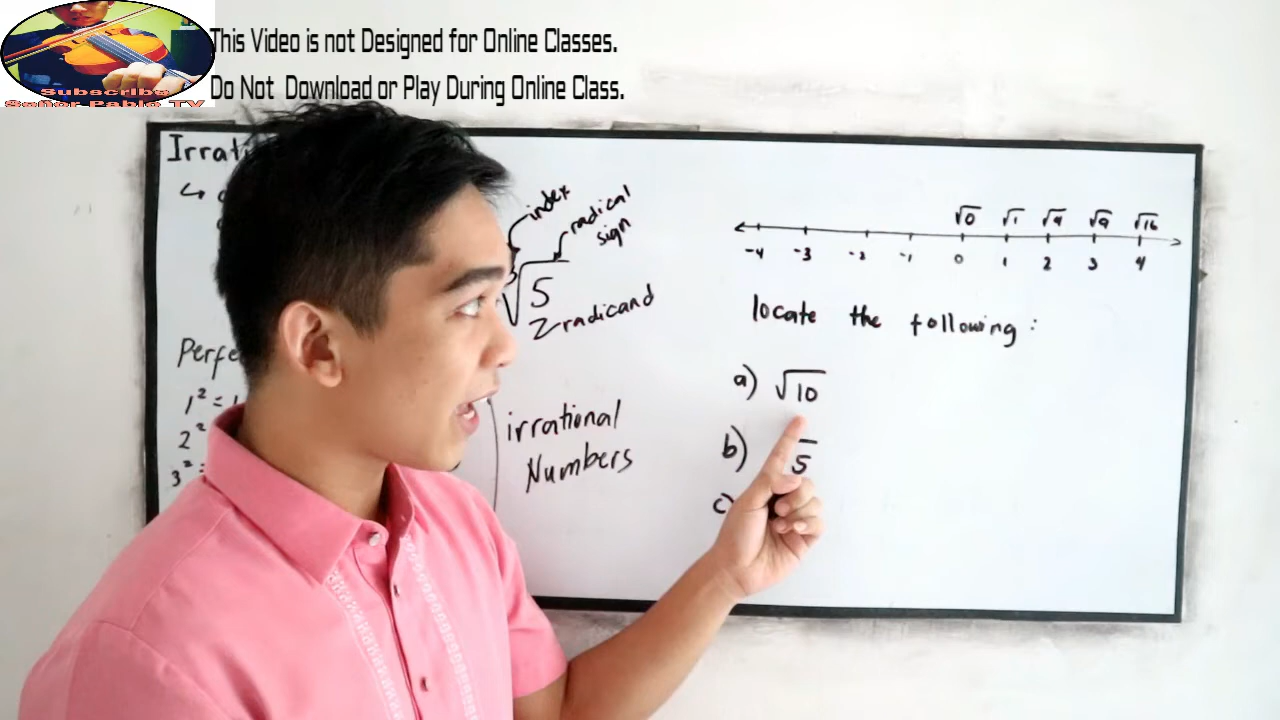 This Video is not Designed for Online Classes.
Do Not Download or Play During Online Class.
Subscribe
Señor Pablo TV
Irrati
index
radical
sign
3√5
radicand
Perfe
1² = 1
2²
3² =
irrational
Numbers
√0 √1 √4 √9 √16
-4 -3 -2 -1 0 1 2 3 4
locate the following:
a) √10
b) √5
c)